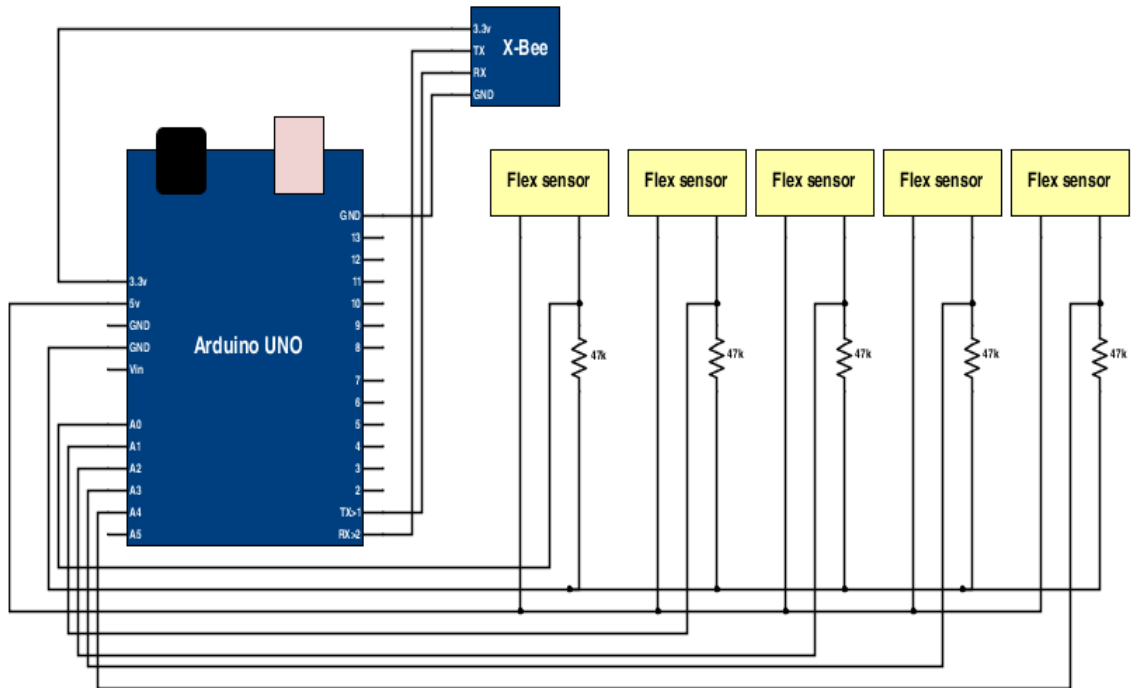 3.3v
TX
X-Bee
RX
GND
Flex sensor
Flex sensor
Flex sensor
Flex sensor
Flex sensor
GND
13
12
3.3v
11
5v
10
GND
9
GND
Arduino UNO
8
Vin
7
6
A0
5
A1
4
A2
3
A3
2
A4
TX>1
A5
RX>2
47k
47k
47k
47k
47k